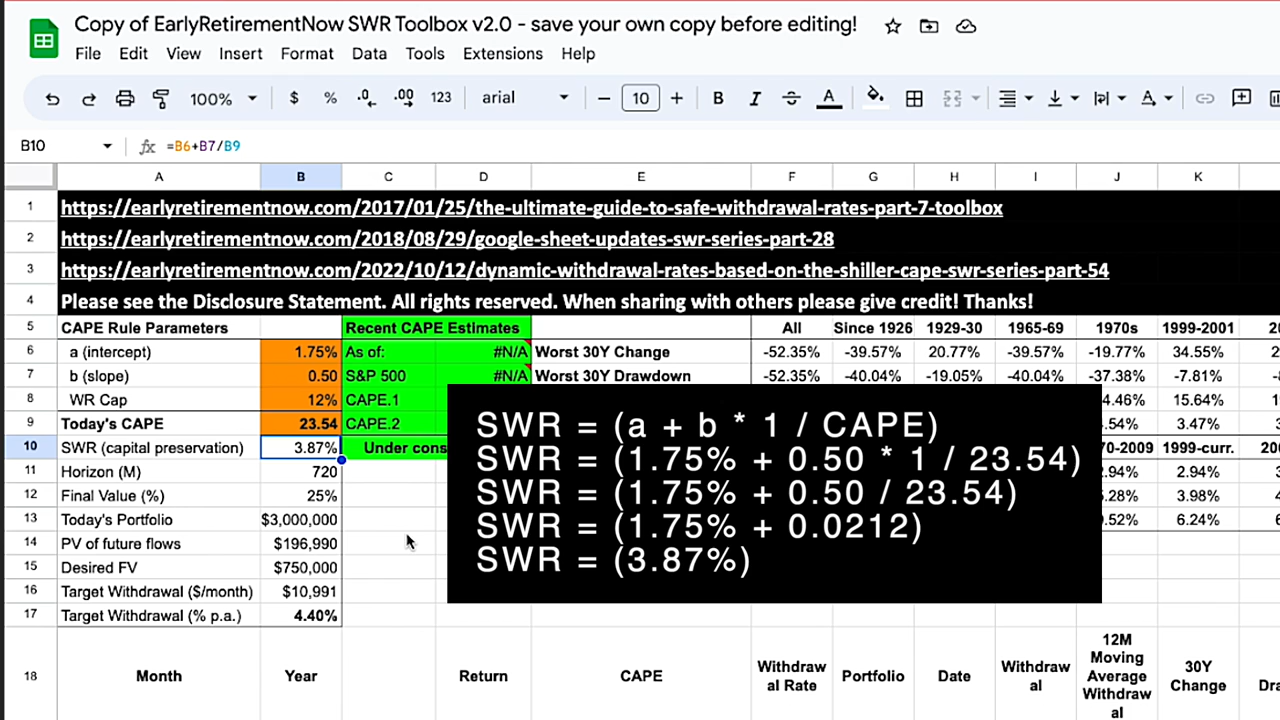 Copy of EarlyRetirementNow SWR Toolbox v2.0 - save your own copy before editing!
File Edit View Insert Format Data Tools Extensions Help
100% $ % .0 .00 123 arial 10 B I A
B10 fx =B6+B7/B9
A B C D E F G H I J K
1 https://earlyretirementnow.com/2017/01/25/the-ultimate-guide-to-safe-withdrawal-rates-part-7-toolbox
2 https://earlyretirementnow.com/2018/08/29/google-sheet-updates-swr-series-part-28
3 https://earlyretirementnow.com/2022/10/12/dynamic-withdrawal-rates-based-on-the-shiller-cape-swr-series-part-54
4 Please see the Disclosure Statement. All rights reserved. When sharing with others please give credit! Thanks!
5 CAPE Rule Parameters Recent CAPE Estimates All Since 1926 1929-30 1965-69 1970s 1999-2001
6 a (intercept) 1.75% As of: #N/A Worst 30Y Change -52.35% -39.57% 20.77% -39.57% -19.77% 34.55%
7 b (slope) 0.50 S&P 500 #N/A Worst 30Y Drawdown -52.35% -40.04% -19.05% -40.04% -37.38% -7.81%
8 WR Cap 12% CAPE.1 4.46% 15.64%
9 Today's CAPE 23.54 CAPE.2 .54% 3.47%
10 SWR (capital preservation) 3.87% Under cons 70-2009 1999-curr.
11 Horizon (M) 720 .94% 2.94%
12 Final Value (%) 25% .28% 3.98%
13 Today's Portfolio $3,000,000 .52% 6.24%
14 PV of future flows $196,990
15 Desired FV $750,000
16 Target Withdrawal ($/month) $10,991
17 Target Withdrawal (% p.a.) 4.40%
SWR = (a + b * 1 / CAPE)
SWR = (1.75% + 0.50 * 1 / 23.54)
SWR = (1.75% + 0.50 / 23.54)
SWR = (1.75% + 0.0212)
SWR = (3.87%)
18 Month Year Return CAPE Withdraw
al Rate Portfolio Date Withdraw
al 12M
Moving
Average
Withdraw
al 30Y
Change